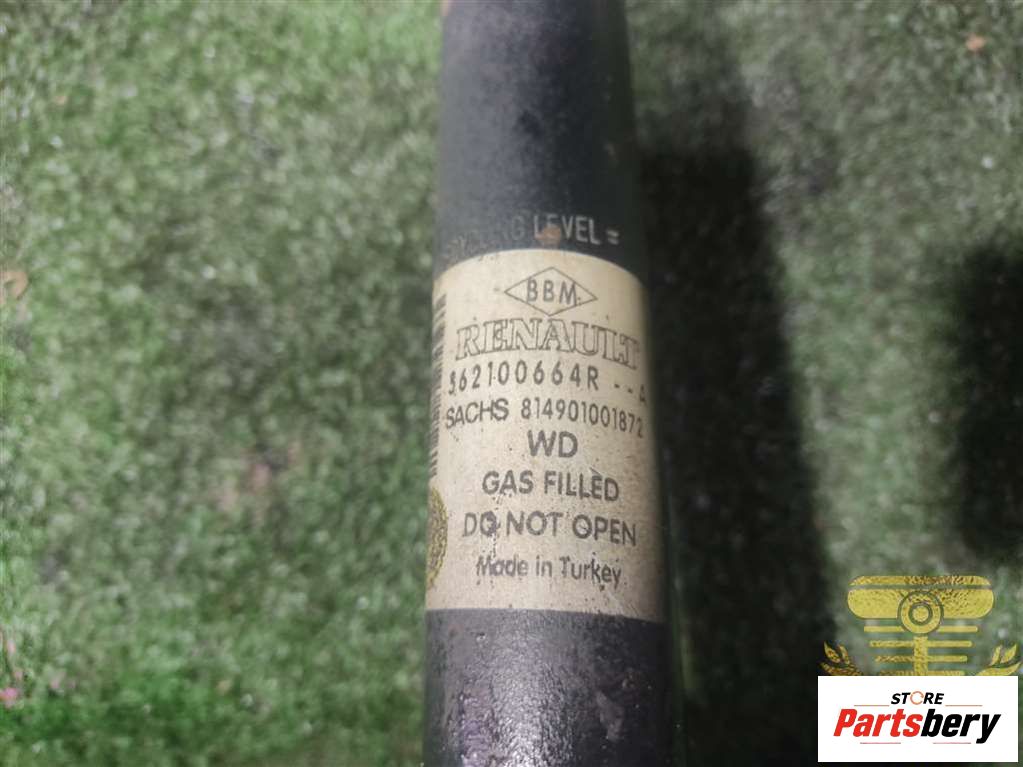 LEVEL =
BBM
RENAULT
562100664R --A
SACHS 814901001872
WD
GAS FILLED
DO NOT OPEN
Made in Turkey
STORE
Partsbery